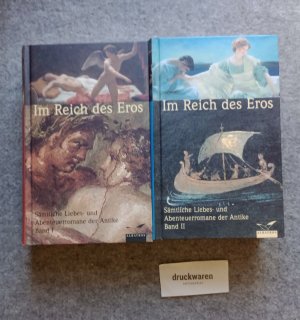 Im Reich des Eros
Sämtliche Liebes- und
Abenteuerromane der Antike
Band I
Im Reich des Eros
Sämtliche Liebes- und
Abenteuerromane der Antike
Band II
druckwaren